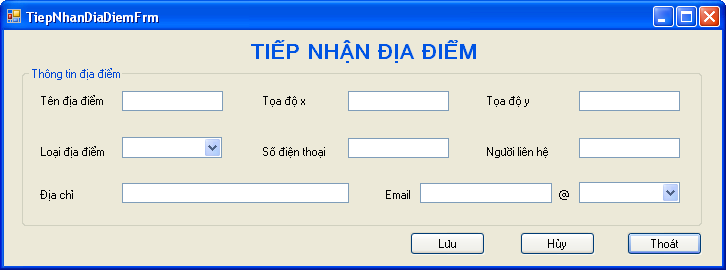 TiepNhanDiaDiemFrm
TIẾP NHẬN ĐỊA ĐIỂM
Thông tin địa điểm
Tên địa điểm Tọa độ x Tọa độ y
Loại địa điểm Số điện thoại Người liên hệ
Địa chỉ Email @
Lưu Hủy Thoát